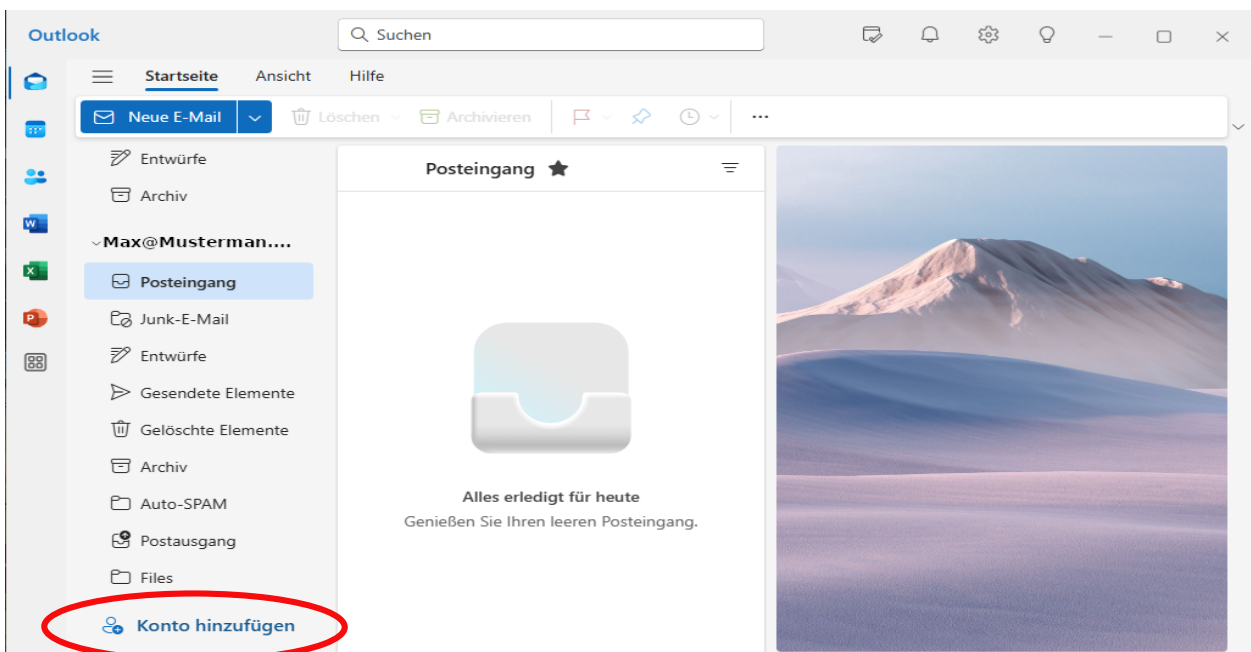 Outlook
Suchen
Startseite Ansicht Hilfe
Neue E-Mail Löschen Archivieren ...
Entwürfe
Archiv
Max@Musterman....
Posteingang
Junk-E-Mail
Entwürfe
Gesendete Elemente
Gelöschte Elemente
Archiv
Auto-SPAM
Postausgang
Files
Konto hinzufügen
Posteingang
Alles erledigt für heute
Genießen Sie Ihren leeren Posteingang.
W
X
P